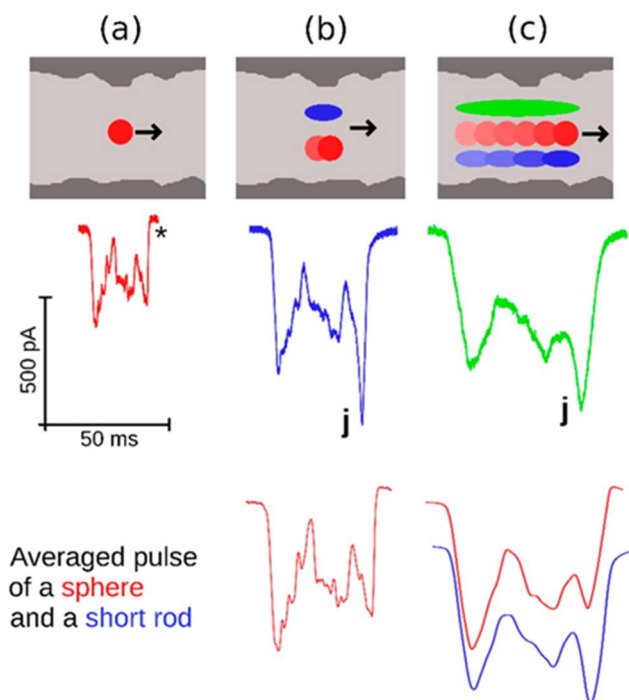 (a) (b) (c)
*
500 pA
50 ms
j
j
Averaged pulse
of a sphere
and a short rod